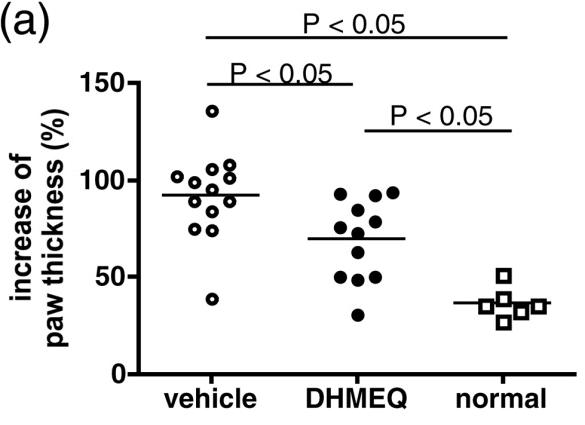 (a)
P < 0.05
P < 0.05
P < 0.05
increase of
paw thickness (%)
150
100
50
0
vehicle DHMEQ normal